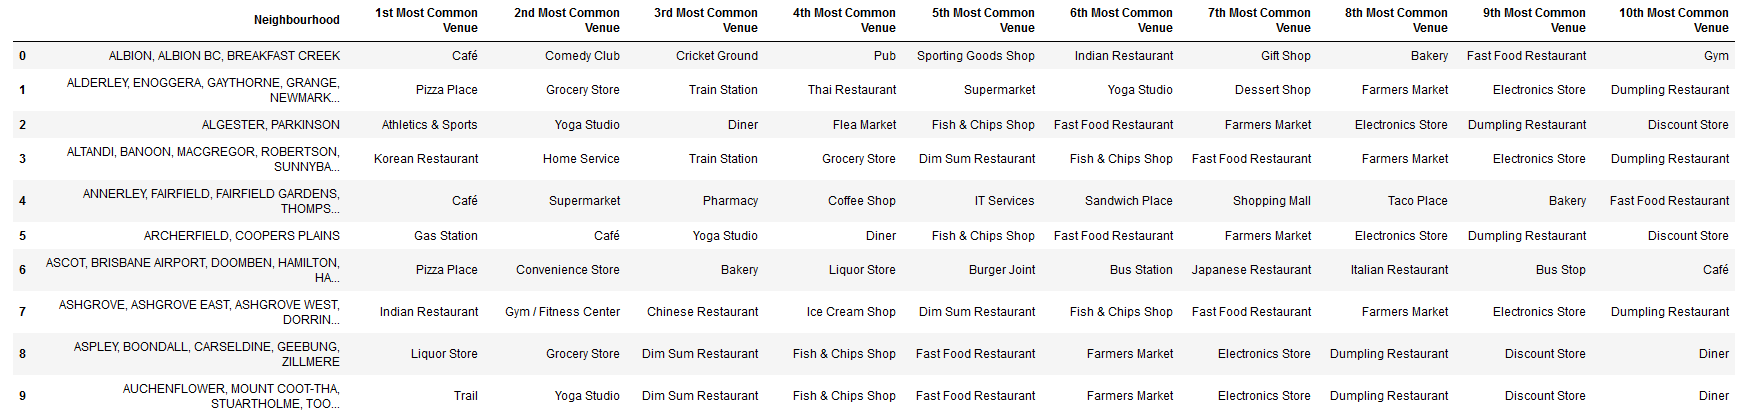 Neighbourhood 1st Most Common Venue 2nd Most Common Venue 3rd Most Common Venue 4th Most Common Venue 5th Most Common Venue 6th Most Common Venue 7th Most Common Venue 8th Most Common Venue 9th Most Common Venue 10th Most Common Venue
0 ALBION, ALBION BC, BREAKFAST CREEK Café Comedy Club Cricket Ground Pub Sporting Goods Shop Indian Restaurant Gift Shop Bakery Fast Food Restaurant Gym
1 ALDERLEY, ENOGGERA, GAYTHORNE, GRANGE, NEWMARK... Pizza Place Grocery Store Train Station Thai Restaurant Supermarket Yoga Studio Dessert Shop Farmers Market Electronics Store Dumpling Restaurant
2 ALGESTER, PARKINSON Athletics & Sports Yoga Studio Diner Flea Market Fish & Chips Shop Fast Food Restaurant Farmers Market Electronics Store Dumpling Restaurant Discount Store
3 ALTANDI, BANOON, MACGREGOR, ROBERTSON, SUNNYBA... Korean Restaurant Home Service Train Station Grocery Store Dim Sum Restaurant Fish & Chips Shop Fast Food Restaurant Farmers Market Electronics Store Dumpling Restaurant
4 ANNERLEY, FAIRFIELD, FAIRFIELD GARDENS, THOMPS... Café Supermarket Pharmacy Coffee Shop IT Services Sandwich Place Shopping Mall Taco Place Bakery Fast Food Restaurant
5 ARCHERFIELD, COOPERS PLAINS Gas Station Café Yoga Studio Diner Fish & Chips Shop Fast Food Restaurant Farmers Market Electronics Store Dumpling Restaurant Discount Store
6 ASCOT, BRISBANE AIRPORT, DOOMBEN, HAMILTON, HA... Pizza Place Convenience Store Bakery Liquor Store Burger Joint Bus Station Japanese Restaurant Italian Restaurant Bus Stop Café
7 ASHGROVE, ASHGROVE EAST, ASHGROVE WEST, DORRIN... Indian Restaurant Gym / Fitness Center Chinese Restaurant Ice Cream Shop Dim Sum Restaurant Fish & Chips Shop Fast Food Restaurant Farmers Market Electronics Store Dumpling Restaurant
8 ASPLEY, BOONDALL, CARSELDINE, GEEBUNG, ZILLMERE Liquor Store Grocery Store Dim Sum Restaurant Fish & Chips Shop Fast Food Restaurant Farmers Market Electronics Store Dumpling Restaurant Discount Store Diner
9 AUCHENFLOWER, MOUNT COOT-THA, STUARTHOLME, TOO... Trail Yoga Studio Dim Sum Restaurant Fish & Chips Shop Fast Food Restaurant Farmers Market Electronics Store Dumpling Restaurant Discount Store Diner